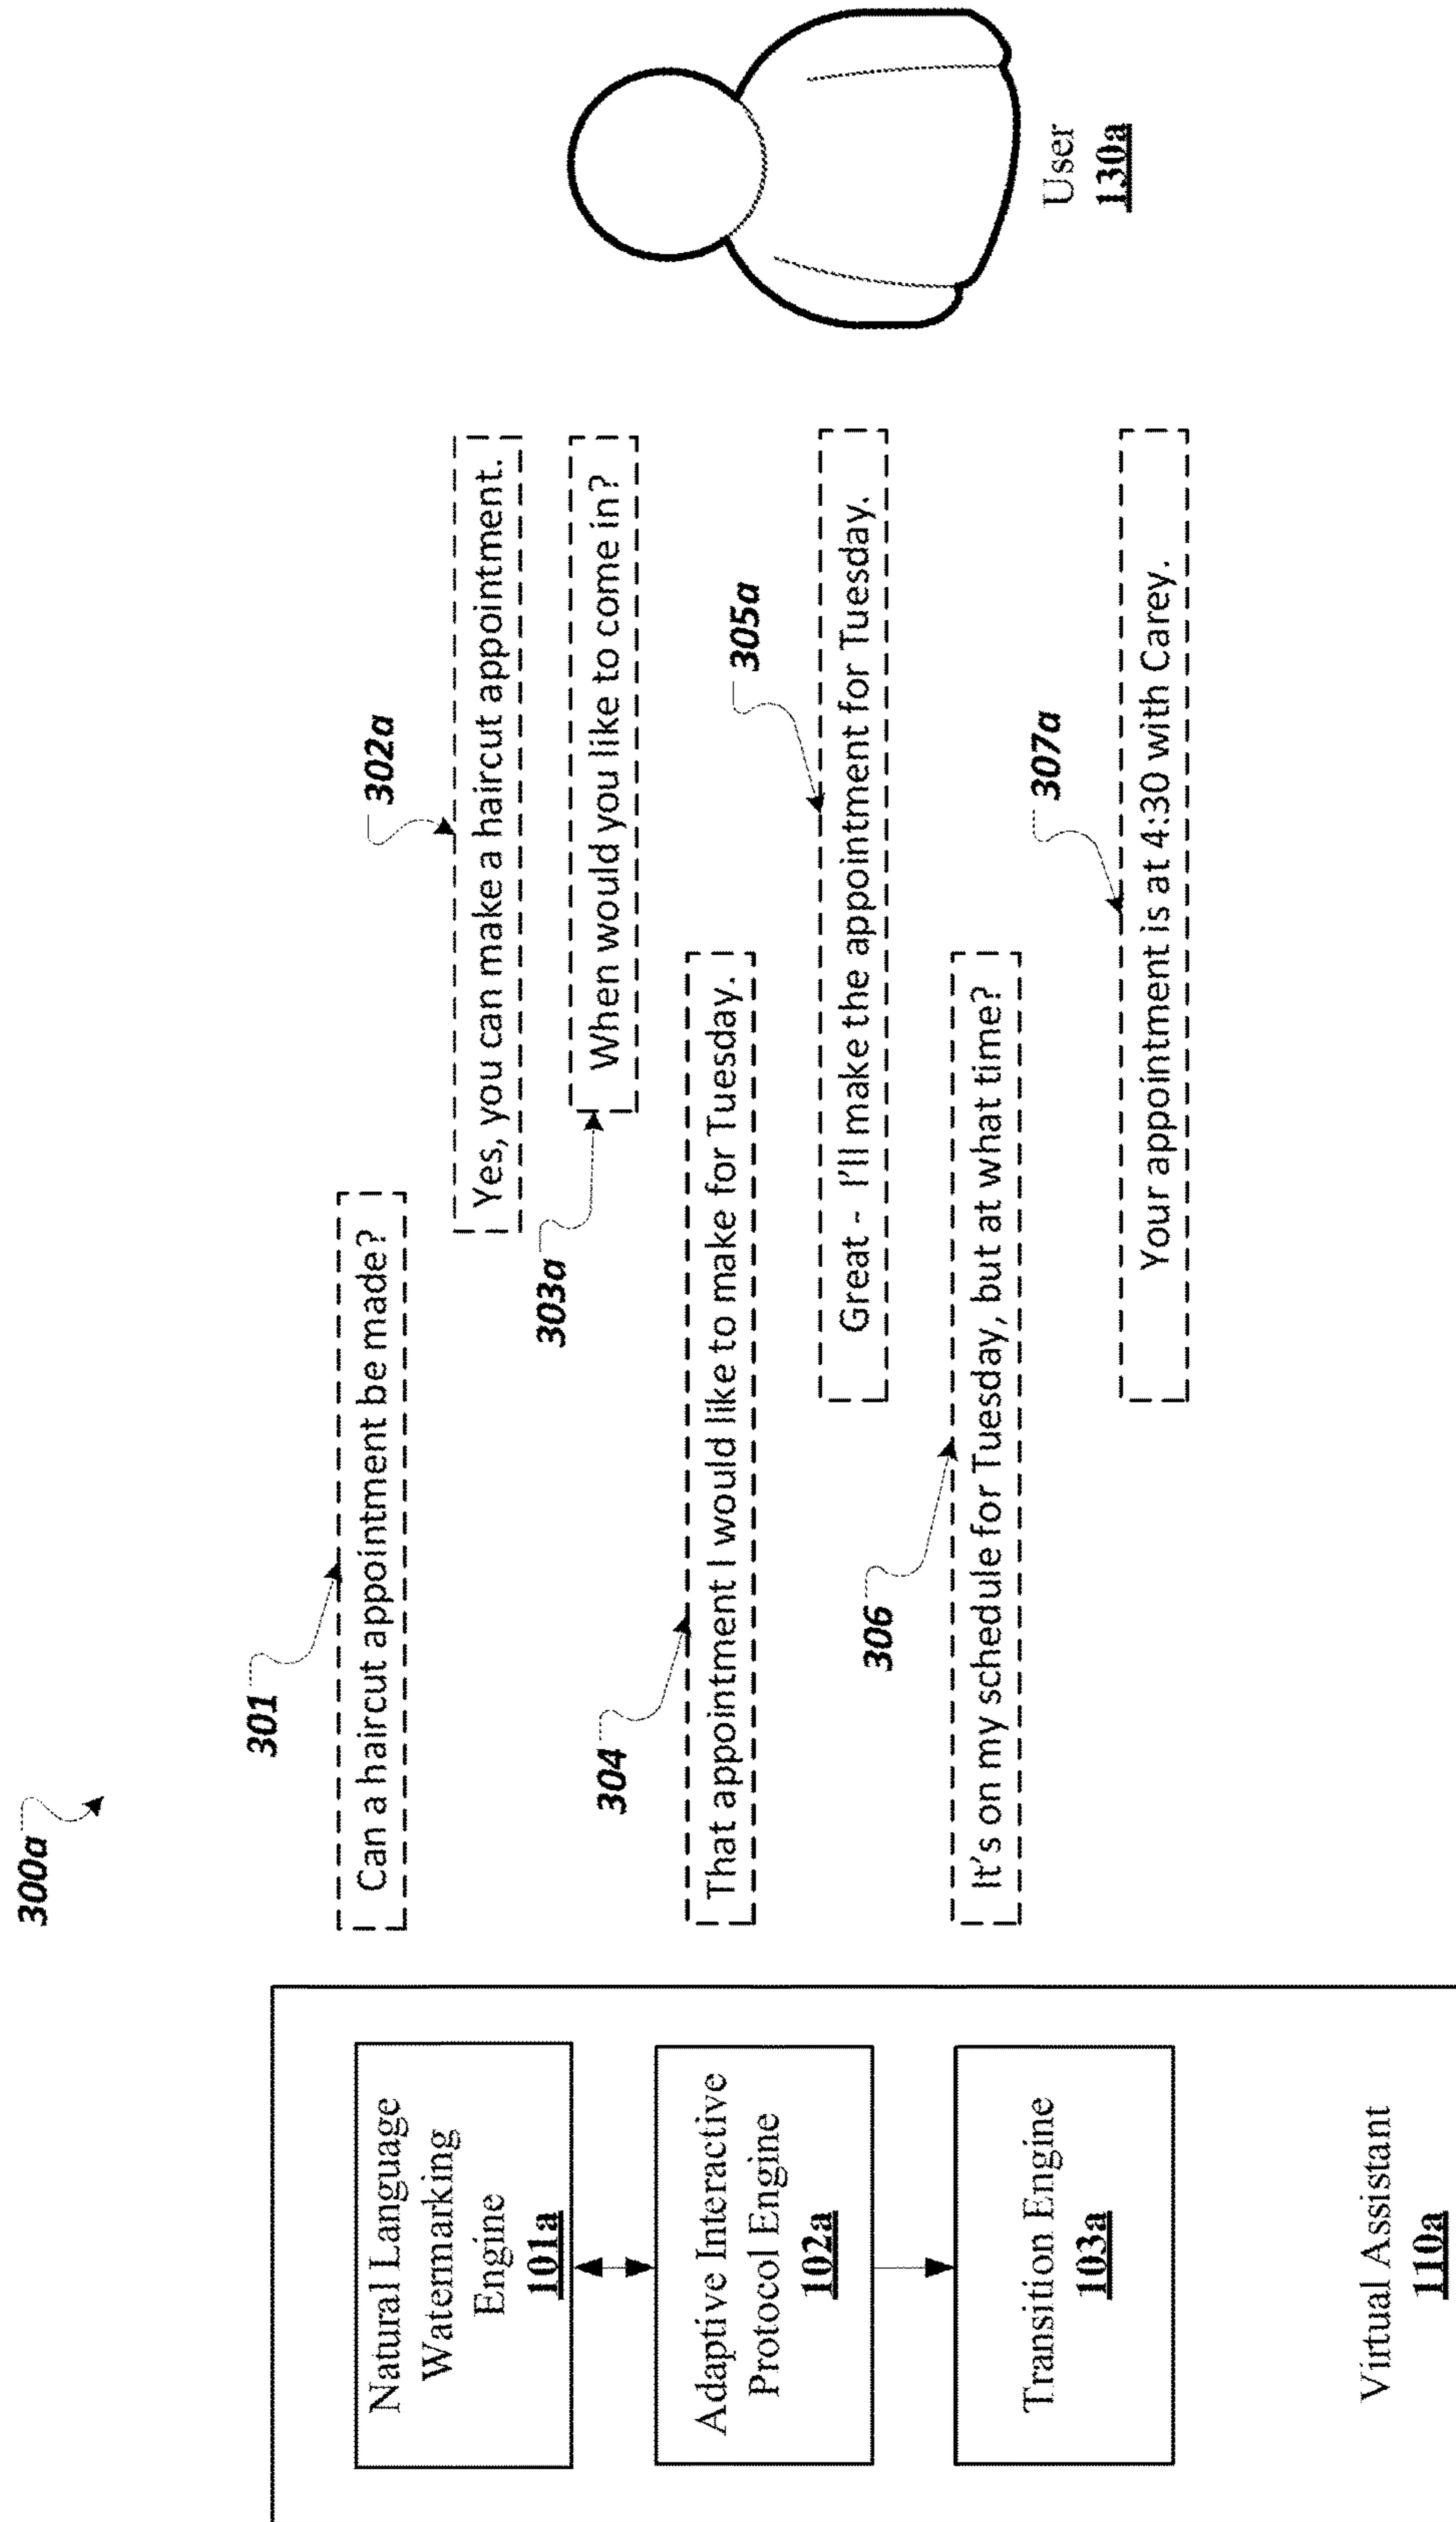 300a
301
Can a haircut appointment be made?
302a
Yes, you can make a haircut appointment.
303a
When would you like to come in?
304
That appointment I would like to make for Tuesday.
305a
Great - I'll make the appointment for Tuesday.
306
It's on my schedule for Tuesday, but at what time?
307a
Your appointment is at 4:30 with Carey.
Natural Language
Watermarking
Engine
101a
Adaptive Interactive
Protocol Engine
102a
Transition Engine
103a
Virtual Assistant
110a
User
130a